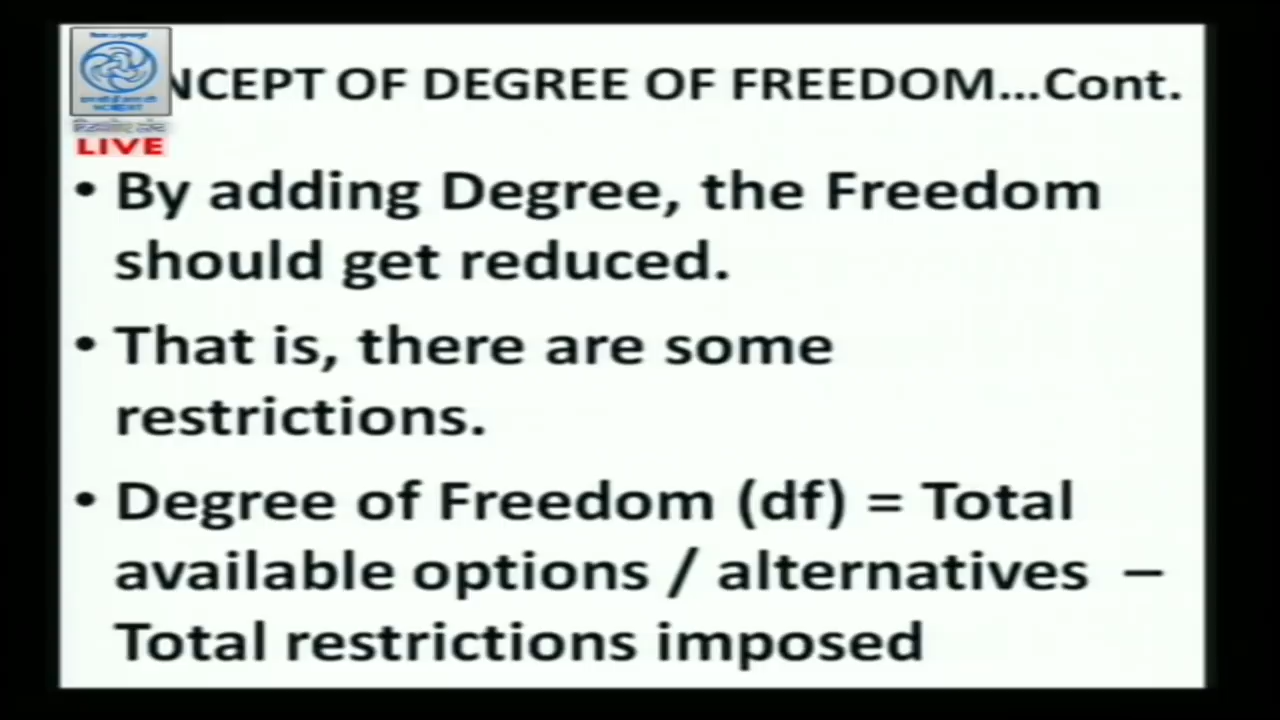 NCEPT OF DEGREE OF FREEDOM...Cont.
LIVE
• By adding Degree, the Freedom
should get reduced.
• That is, there are some
restrictions.
• Degree of Freedom (df) = Total
available options / alternatives –
Total restrictions imposed